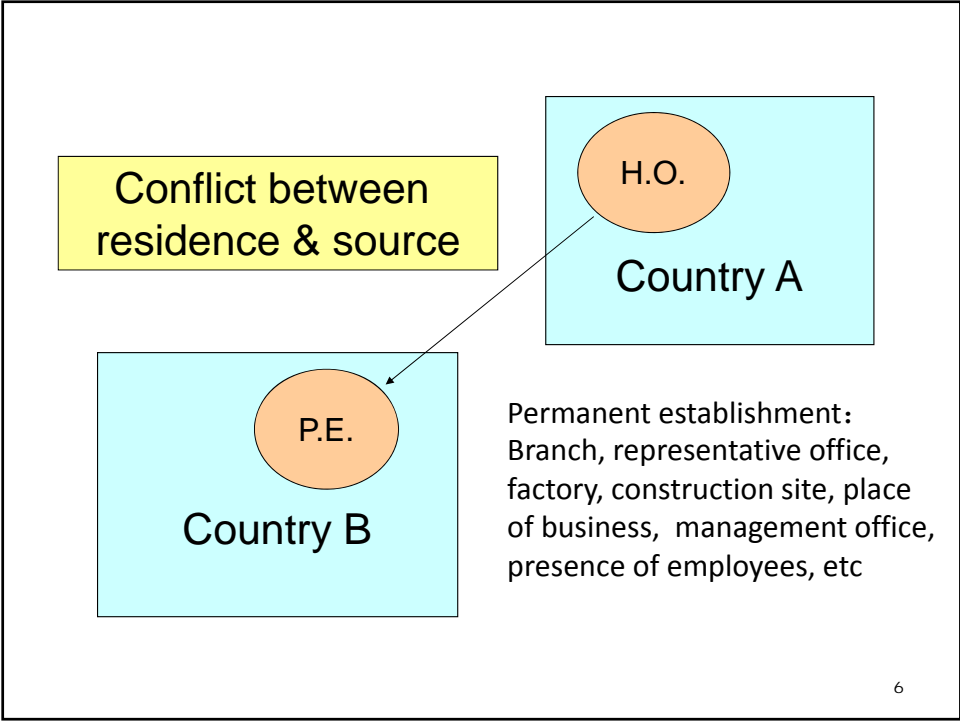 Conflict between
residence & source
H.O.
Country A
P.E.
Country B
Permanent establishment：
Branch, representative office,
factory, construction site, place
of business,  management office,
presence of employees, etc
6